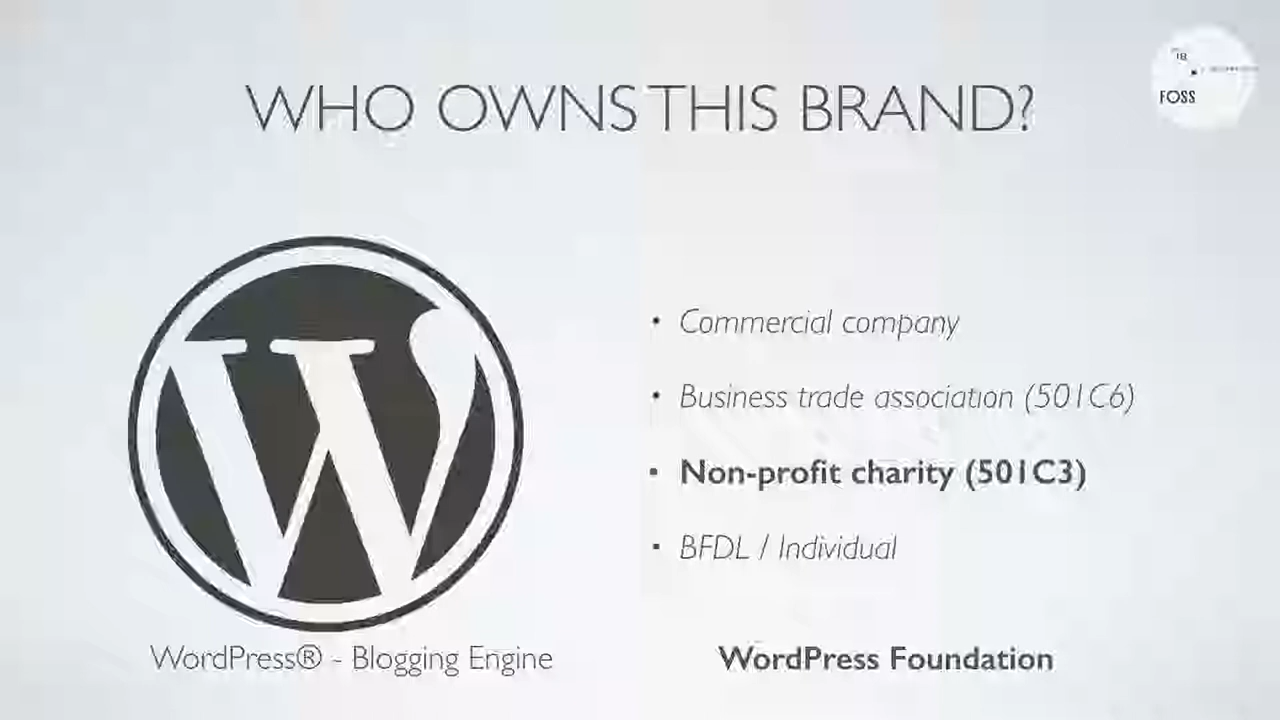 WHO OWNS THIS BRAND?
FOSS
• Commercial company
• Business trade association (501C6)
• Non-profit charity (501C3)
• BFDL / Individual
WordPress® - Blogging Engine
WordPress Foundation